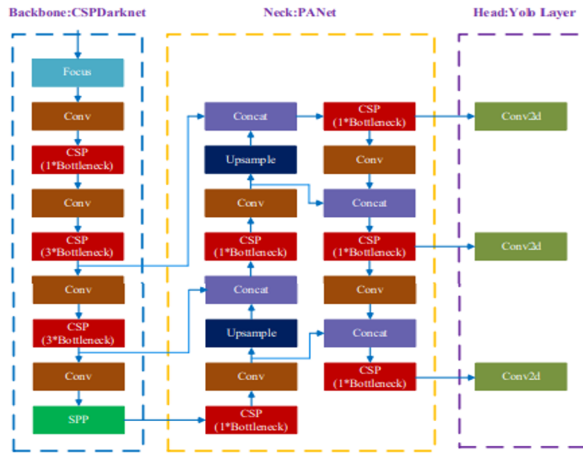 Backbone:CSPDarknet
Neck:PANet
Head:Yolo Layer
Focus
Conv
CSP
(1*Bottleneck)
Conv
CSP
(3*Bottleneck)
Conv
CSP
(3*Bottleneck)
Conv
SPP
Concat
Upsample
Conv
CSP
(1*Bottleneck)
Concat
Upsample
Conv
CSP
(1*Bottleneck)
CSP
(1*Bottleneck)
Conv
Concat
CSP
(1*Bottleneck)
Conv
Concat
CSP
(1*Bottleneck)
Conv2d
Conv2d
Conv2d